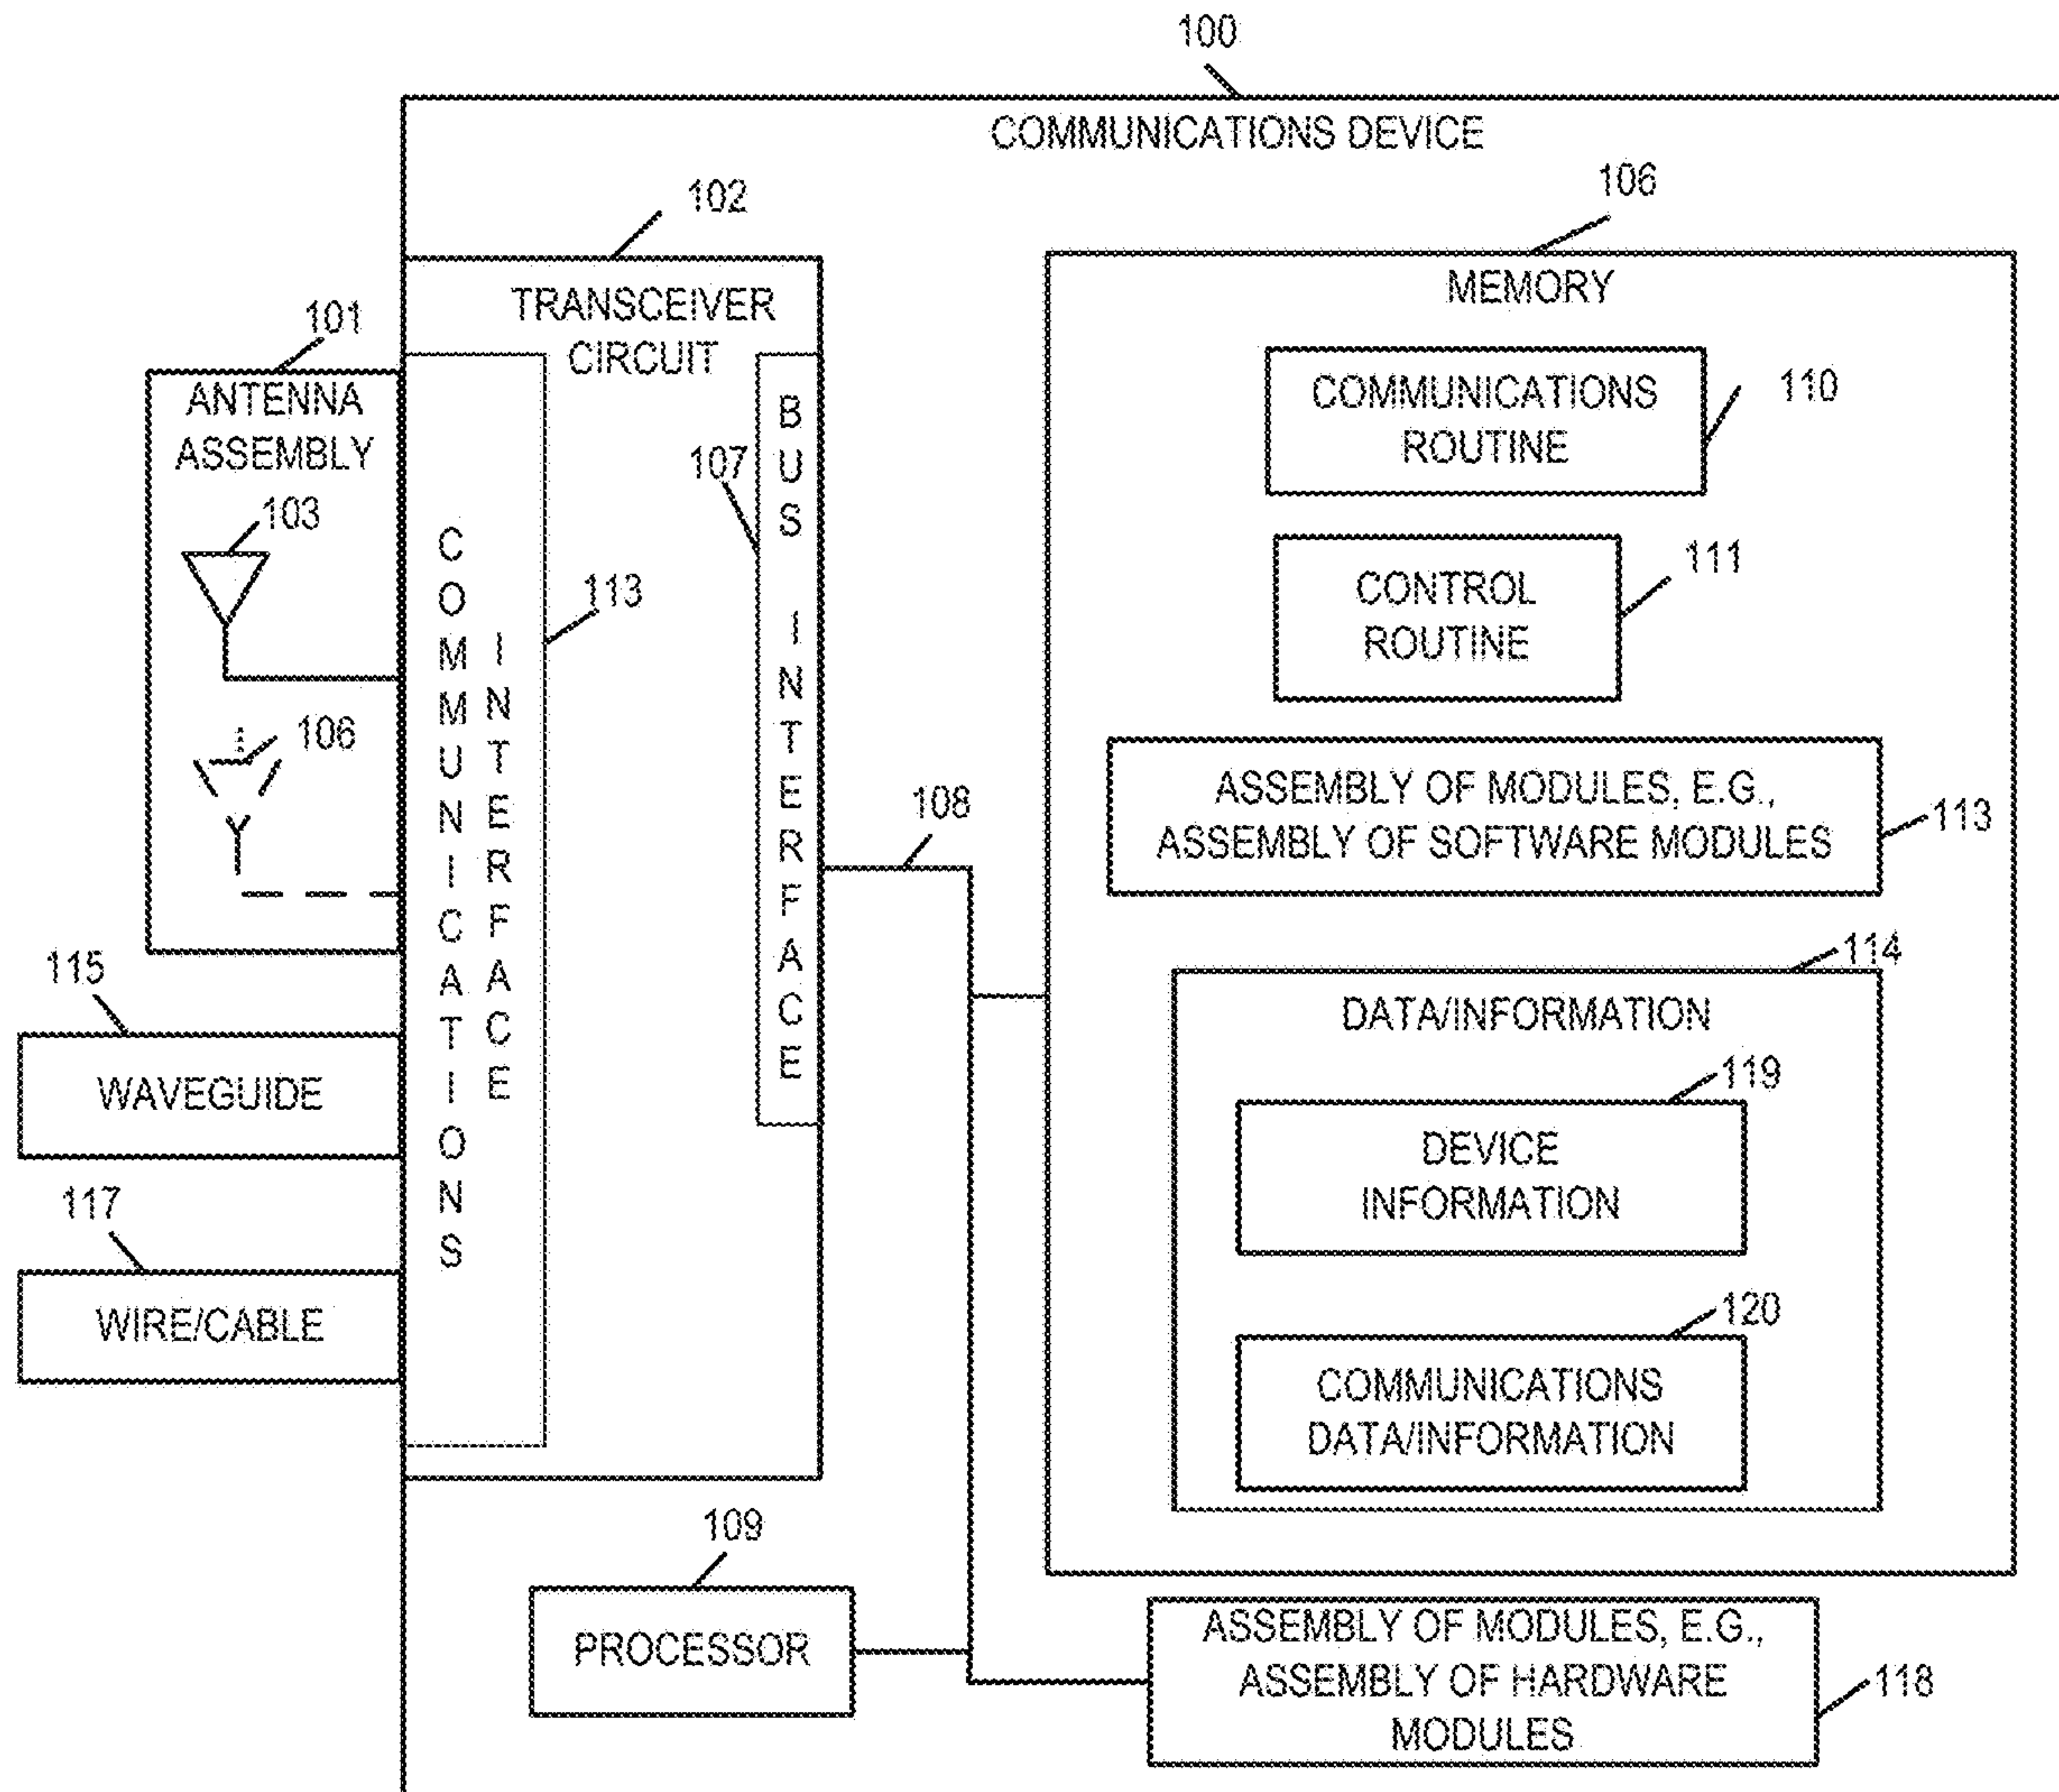 100
COMMUNICATIONS DEVICE
102
TRANSCEIVER
CIRCUIT
101
ANTENNA
ASSEMBLY
103
106
COMMUNICATIONS
INTERFACE
113
107
BUS INTERFACE
108
115
WAVEGUIDE
117
WIRE/CABLE
109
PROCESSOR
106
MEMORY
COMMUNICATIONS
ROUTINE
110
CONTROL
ROUTINE
111
ASSEMBLY OF MODULES, E.G.,
ASSEMBLY OF SOFTWARE MODULES
113
114
DATA/INFORMATION
119
DEVICE
INFORMATION
120
COMMUNICATIONS
DATA/INFORMATION
ASSEMBLY OF MODULES, E.G.,
ASSEMBLY OF HARDWARE
MODULES
118